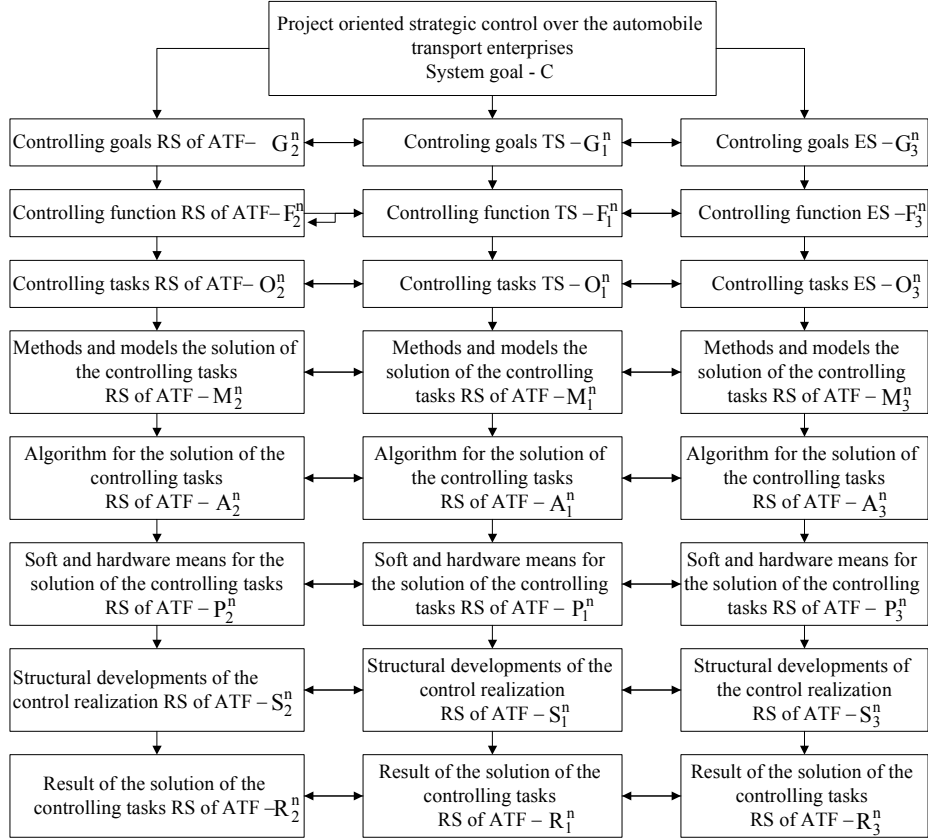 Project oriented strategic control over the automobile
transport enterprises
System goal - C
Controlling goals RS of ATF– G₂ⁿ
Controling goals TS – G₁ⁿ
Controling goals ES – G₃ⁿ
Controlling function RS of ATF– F₂ⁿ
Controlling function TS – F₁ⁿ
Controlling function ES – F₃ⁿ
Controlling tasks RS of ATF– O₂ⁿ
Controlling tasks TS – O₁ⁿ
Controlling tasks ES – O₃ⁿ
Methods and models the solution of
the controlling tasks
RS of ATF – M₂ⁿ
Methods and models the
solution of the controlling
tasks RS of ATF – M₁ⁿ
Methods and models the
solution of the controlling
tasks RS of ATF – M₃ⁿ
Algorithm for the solution of the
controlling tasks
RS of ATF – A₂ⁿ
Algorithm for the solution of
the controlling tasks
RS of ATF – A₁ⁿ
Algorithm for the solution of
the controlling tasks
RS of ATF – A₃ⁿ
Soft and hardware means for the
solution of the controlling tasks
RS of ATF – P₂ⁿ
Soft and hardware means for
the solution of the controlling
tasks RS of ATF – P₁ⁿ
Soft and hardware means for
the solution of the controlling
tasks RS of ATF – P₃ⁿ
Structural developments of the
control realization RS of ATF – S₂ⁿ
Structural developments of the
control realization
RS of ATF – S₁ⁿ
Structural developments of
the control realization
RS of ATF – S₃ⁿ
Result of the solution of the
controlling tasks RS of ATF – R₂ⁿ
Result of the solution of the
controlling tasks
RS of ATF – R₁ⁿ
Result of the solution of the
controlling tasks
RS of ATF – R₃ⁿ